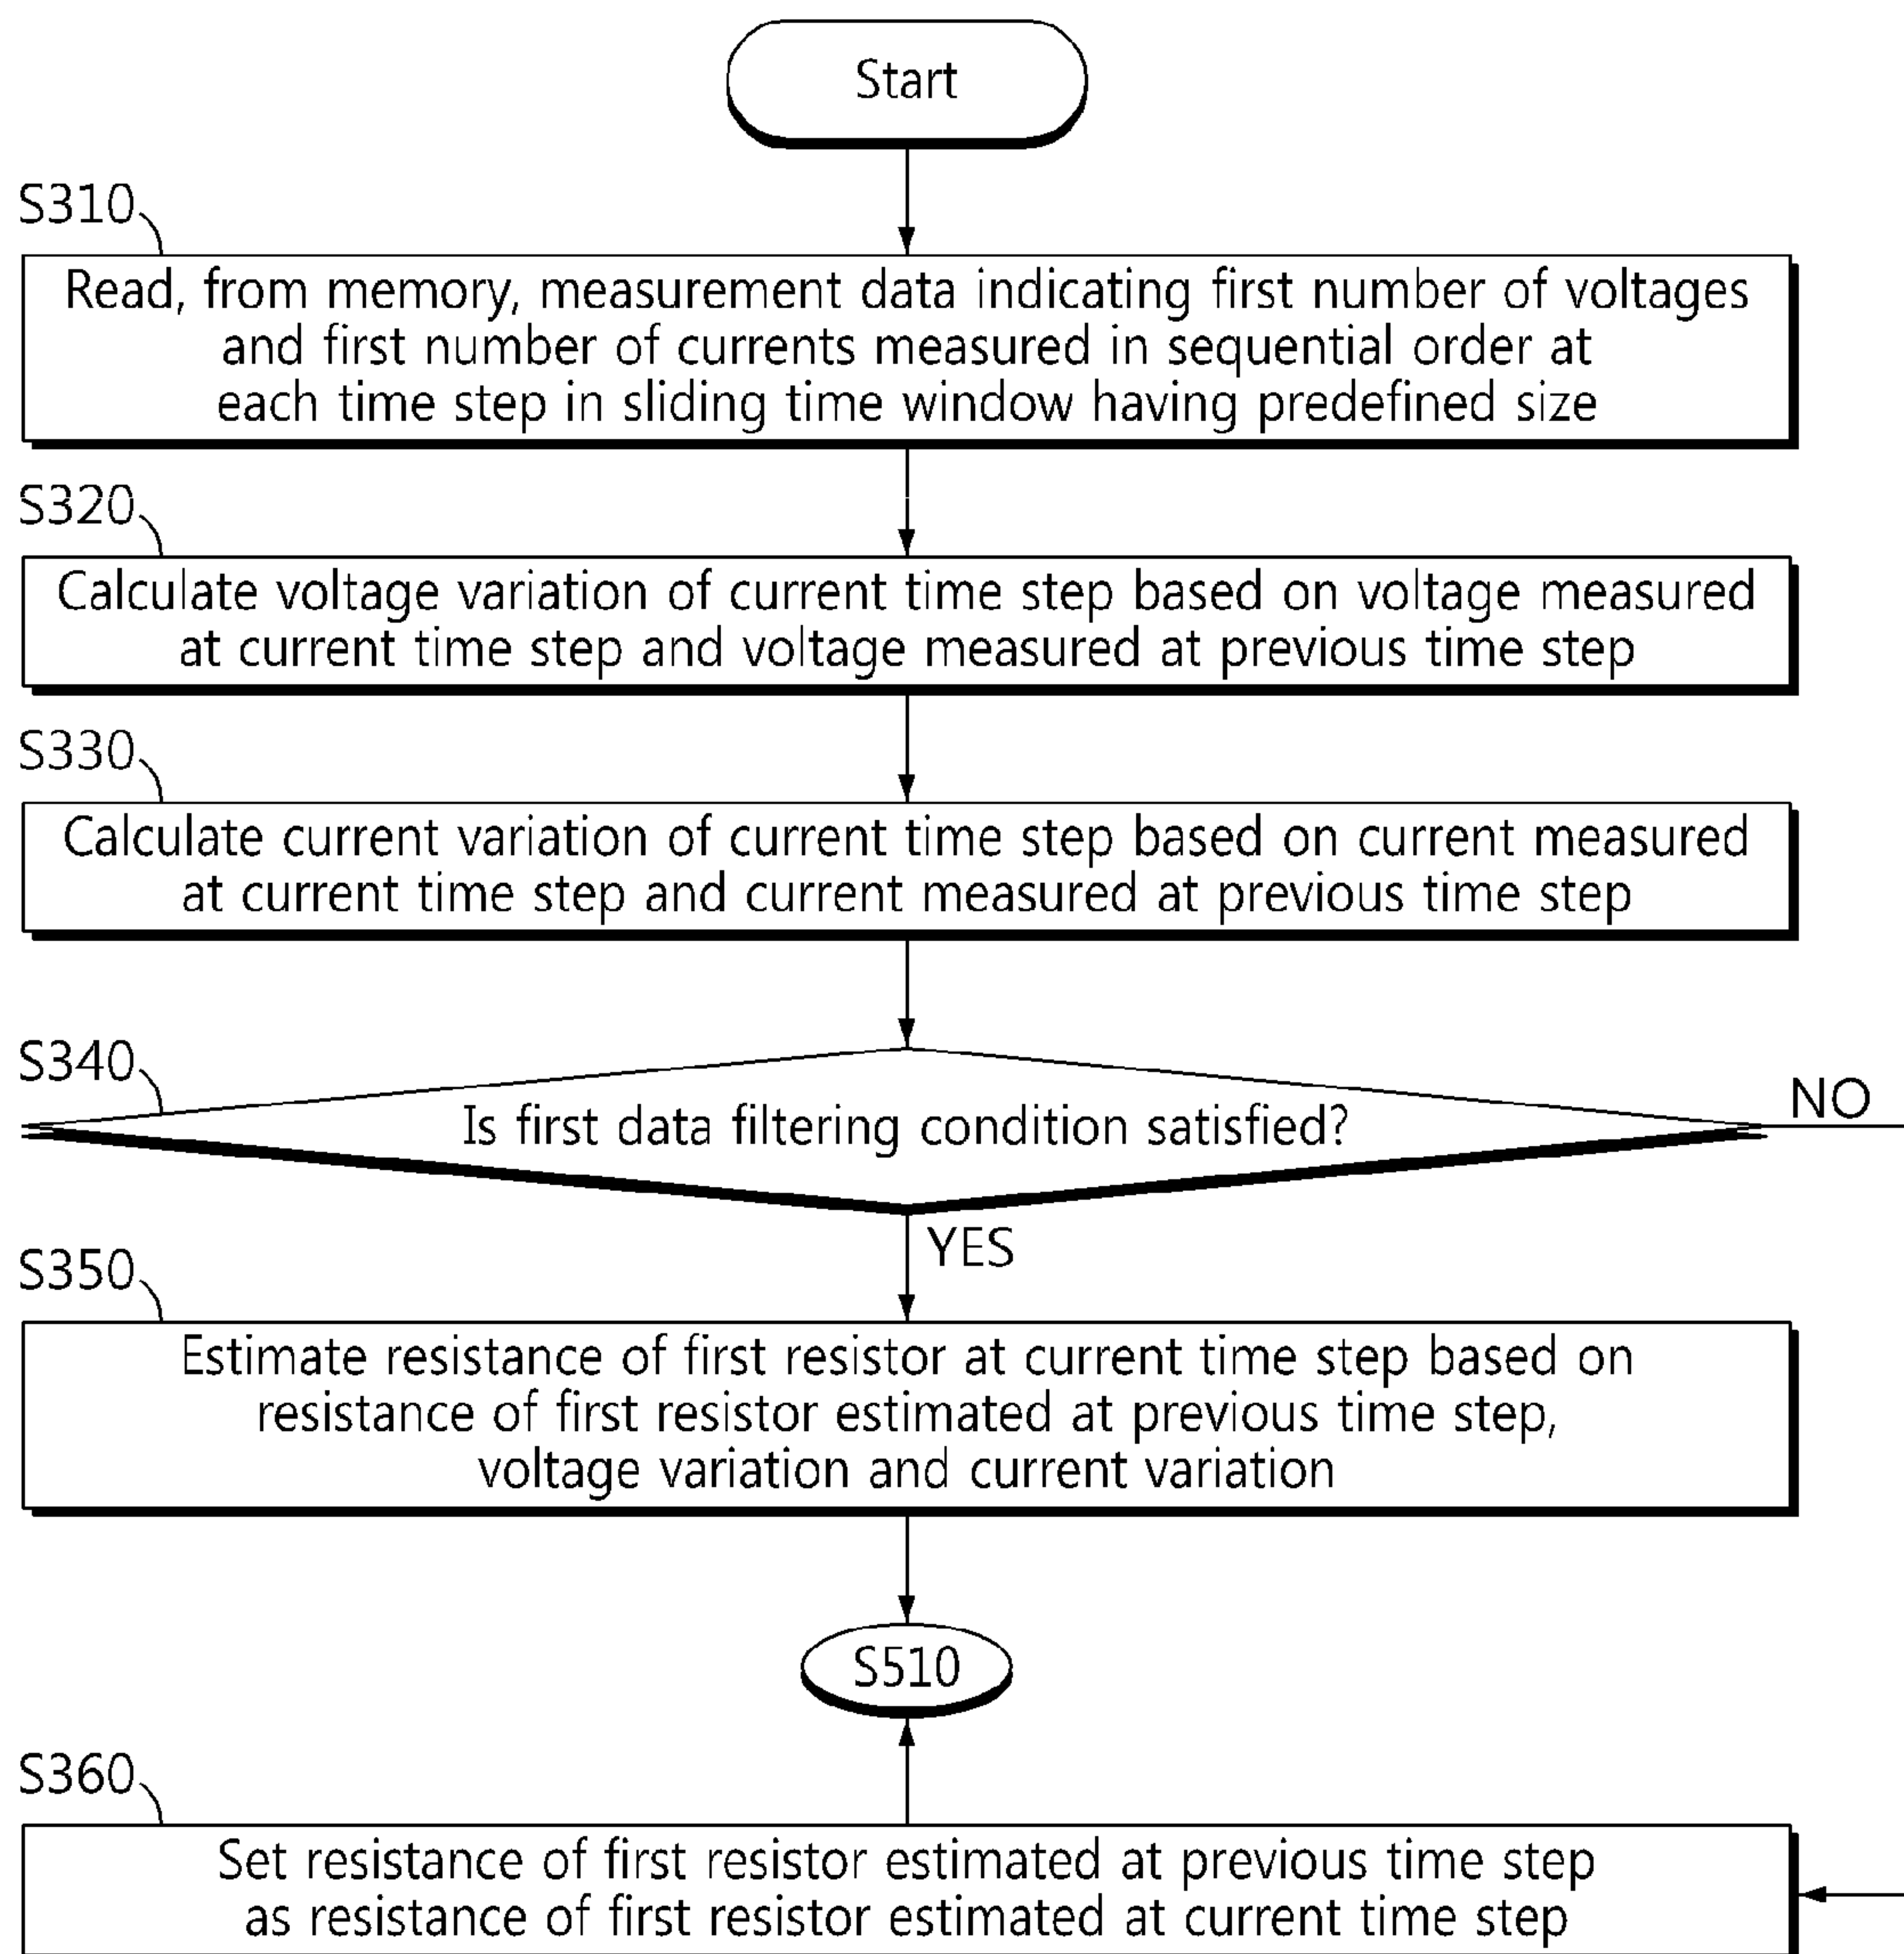 Start
S310
Read, from memory, measurement data indicating first number of voltages
and first number of currents measured in sequential order at
each time step in sliding time window having predefined size
S320
Calculate voltage variation of current time step based on voltage measured
at current time step and voltage measured at previous time step
S330
Calculate current variation of current time step based on current measured
at current time step and current measured at previous time step
S340
Is first data filtering condition satisfied?
NO
YES
S350
Estimate resistance of first resistor at current time step based on
resistance of first resistor estimated at previous time step,
voltage variation and current variation
S510
S360
Set resistance of first resistor estimated at previous time step
as resistance of first resistor estimated at current time step